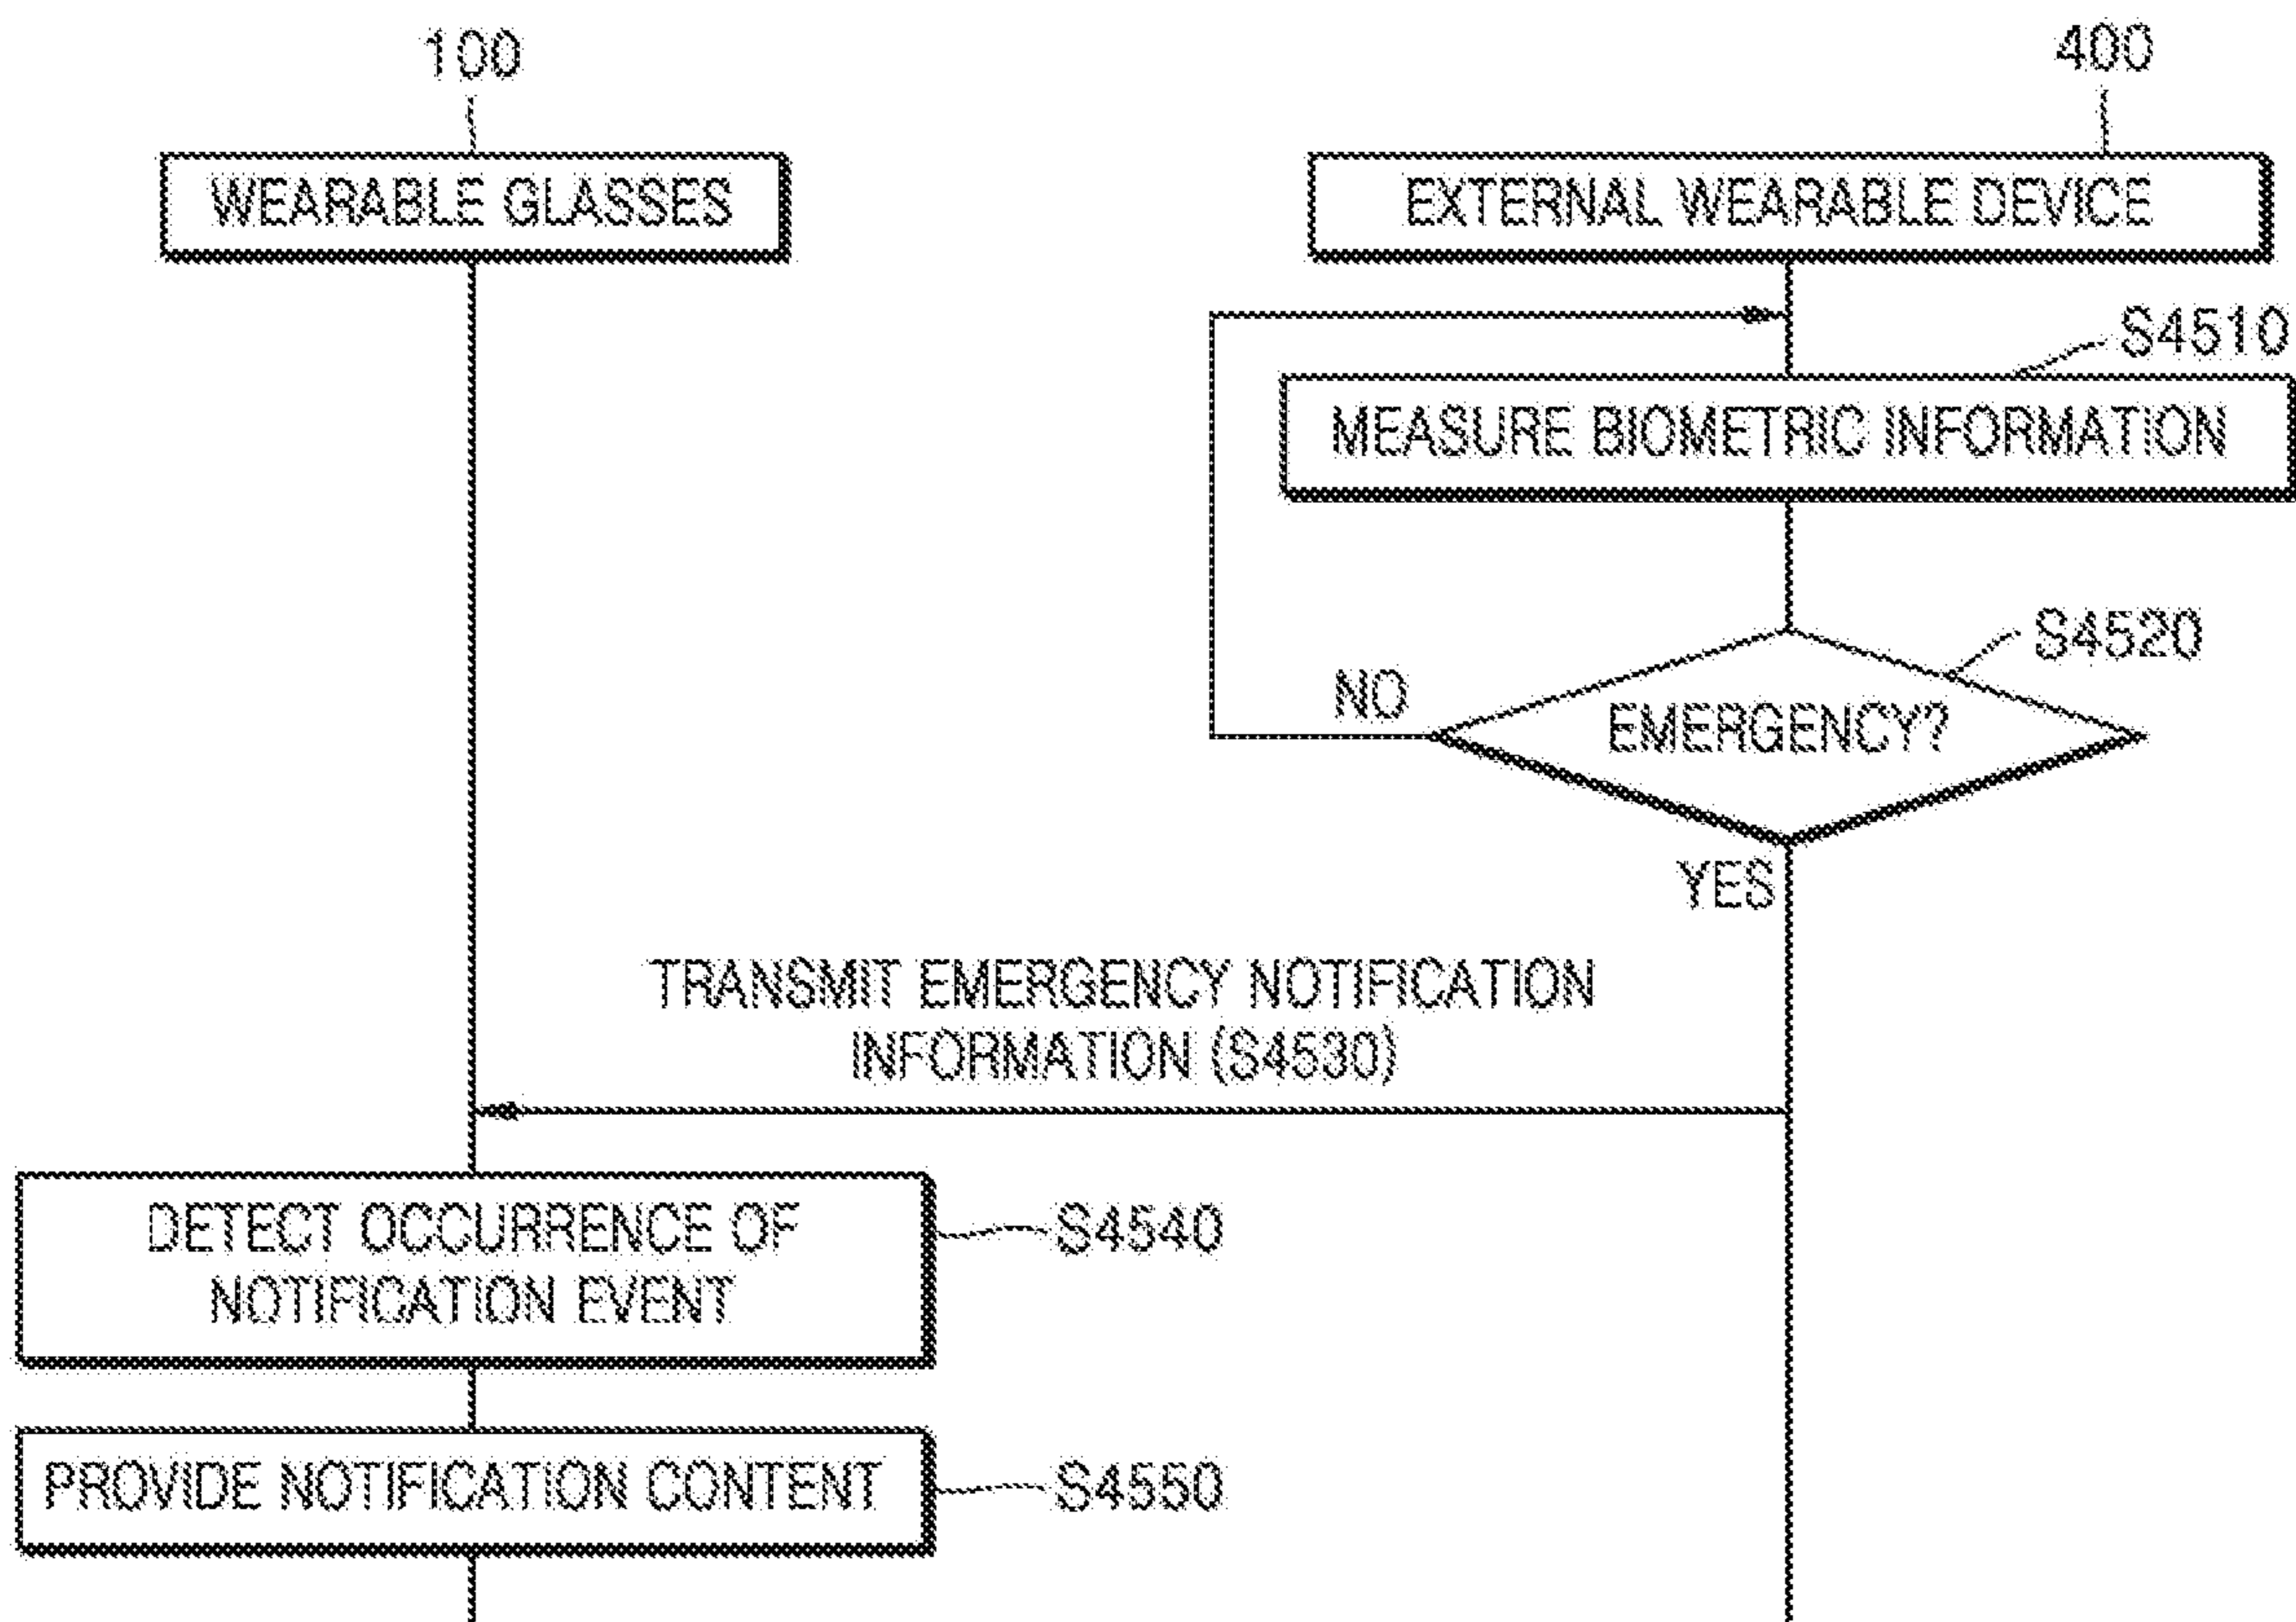 100
400
WEARABLE GLASSES
EXTERNAL WEARABLE DEVICE
S4510
MEASURE BIOMETRIC INFORMATION
S4520
NO
EMERGENCY?
YES
TRANSMIT EMERGENCY NOTIFICATION
INFORMATION (S4530)
DETECT OCCURRENCE OF
NOTIFICATION EVENT
S4540
PROVIDE NOTIFICATION CONTENT
S4550